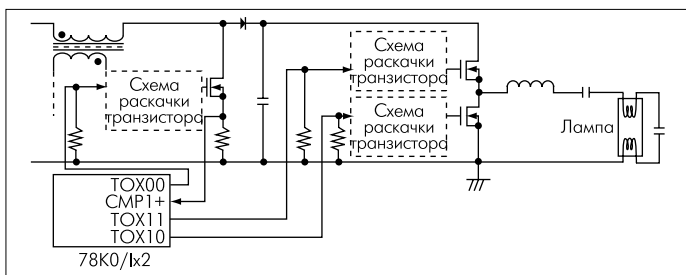 Схема
раскачки
транзистора
Схема
раскачки
транзистора
Схема
раскачки
транзистора
Лампа
TOX00
CMP1+
TOX11
TOX10
78K0/Ix2